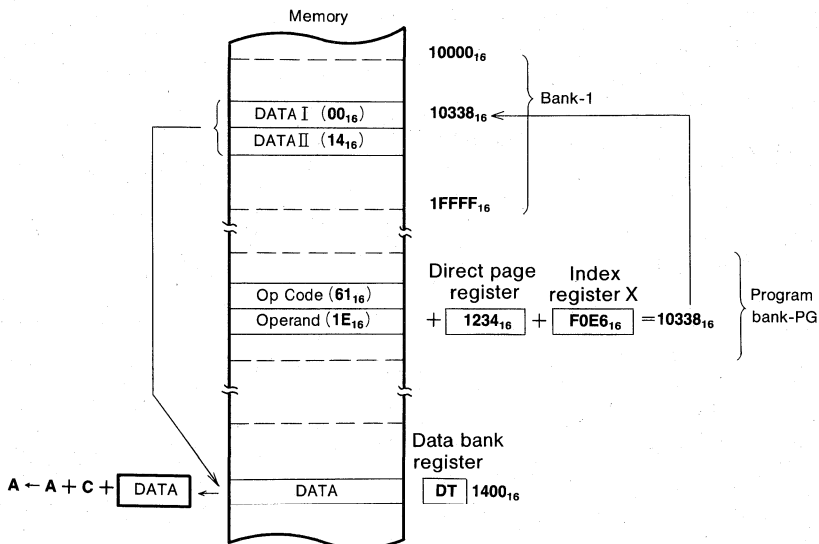 Memory
10000₁₆
Bank-1
DATA Ⅰ (00₁₆)
10338₁₆
DATA Ⅱ (14₁₆)
1FFFF₁₆
Direct page register
Index register X
Op Code (61₁₆)
Operand (1E₁₆)
+ 1234₁₆ + F0E6₁₆ = 10338₁₆
Program bank-PG
Data bank register
A ← A + C + DATA
DATA
DT 1400₁₆